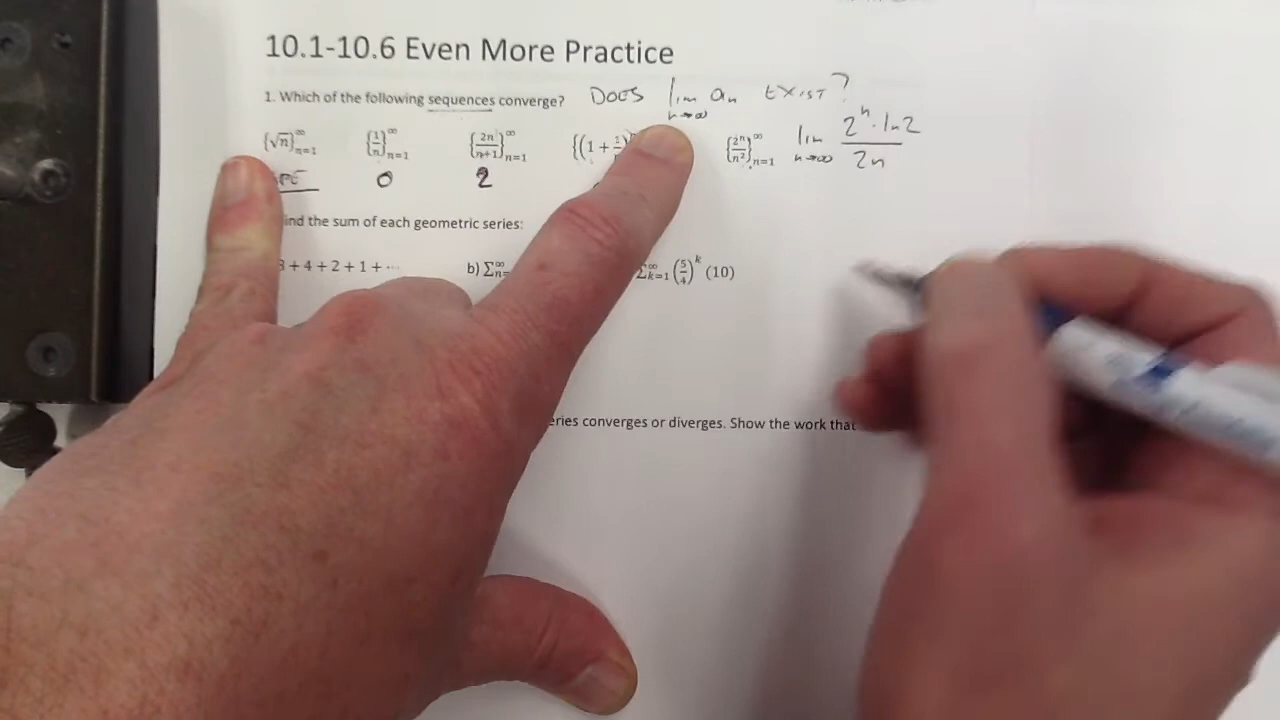 10.1-10.6 Even More Practice
1. Which of the following sequences converge? DOES lim n→∞ an EXIST?
{√n}∞n=1 {1/n}∞n=1 {2n/n+1}∞n=1 {(1 + {2ⁿ/n²}∞n=1 lim n→∞ 2ⁿ·ln2/2n
0 2
ind the sum of each geometric series:
+ 4 + 2 + 1 + ⋯ b) Σ∞n= Σ∞k=1 (5/4)^k (10)
eries converges or diverges. Show the work that